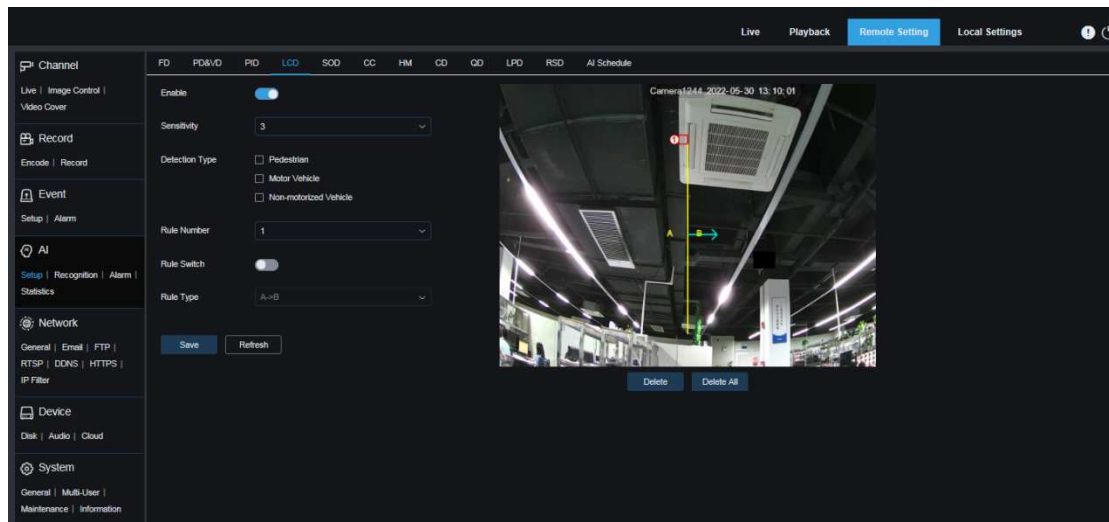 Live Playback Remote Setting Local Settings
Channel
Live | Image Control |
Video Cover
Record
Encode | Record
Event
Setup | Alarm
AI
Setup | Recognition | Alarm |
Statistics
Network
General | Email | FTP |
RTSP | DDNS | HTTPS |
IP Filter
Device
Disk | Audio | Cloud
System
General | Multi-User |
Maintenance | Information
FD PD&VD PID LCD SOD CC HM CD QD LPD RSD AI Schedule
Enable
Sensitivity 3
Detection Type Pedestrian
Motor Vehicle
Non-motorized Vehicle
Rule Number 1
Rule Switch
Rule Type A->B
Save Refresh
Camera1244 2022-05-30 13:10:01
1
A B
Delete Delete All